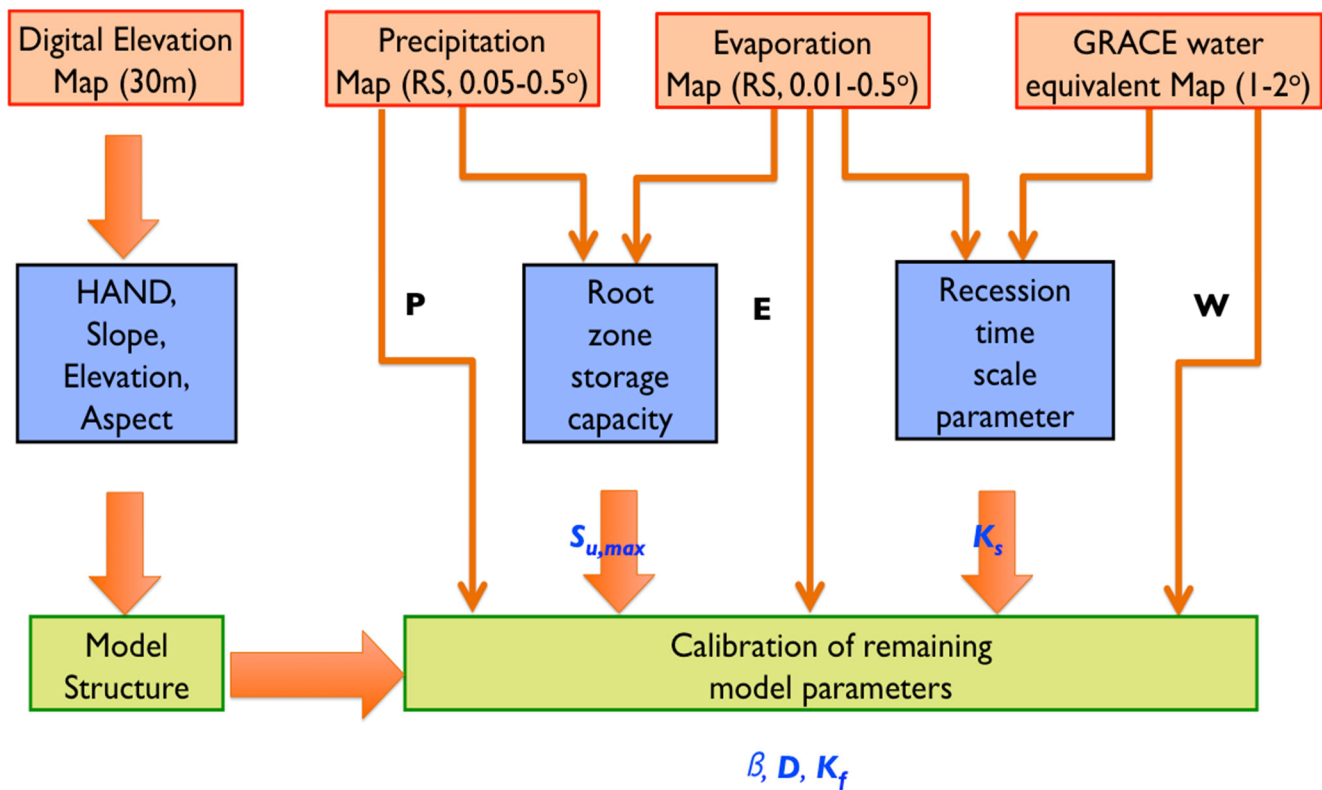 Digital Elevation
Map (30m)
Precipitation
Map (RS, 0.05-0.5°)
Evaporation
Map (RS, 0.01-0.5°)
GRACE water
equivalent Map (1-2°)
HAND,
Slope,
Elevation,
Aspect
P
Root
zone
storage
capacity
E
Recession
time
scale
parameter
W
Su,max
Ks
Model
Structure
Calibration of remaining
model parameters
β, D, Kf